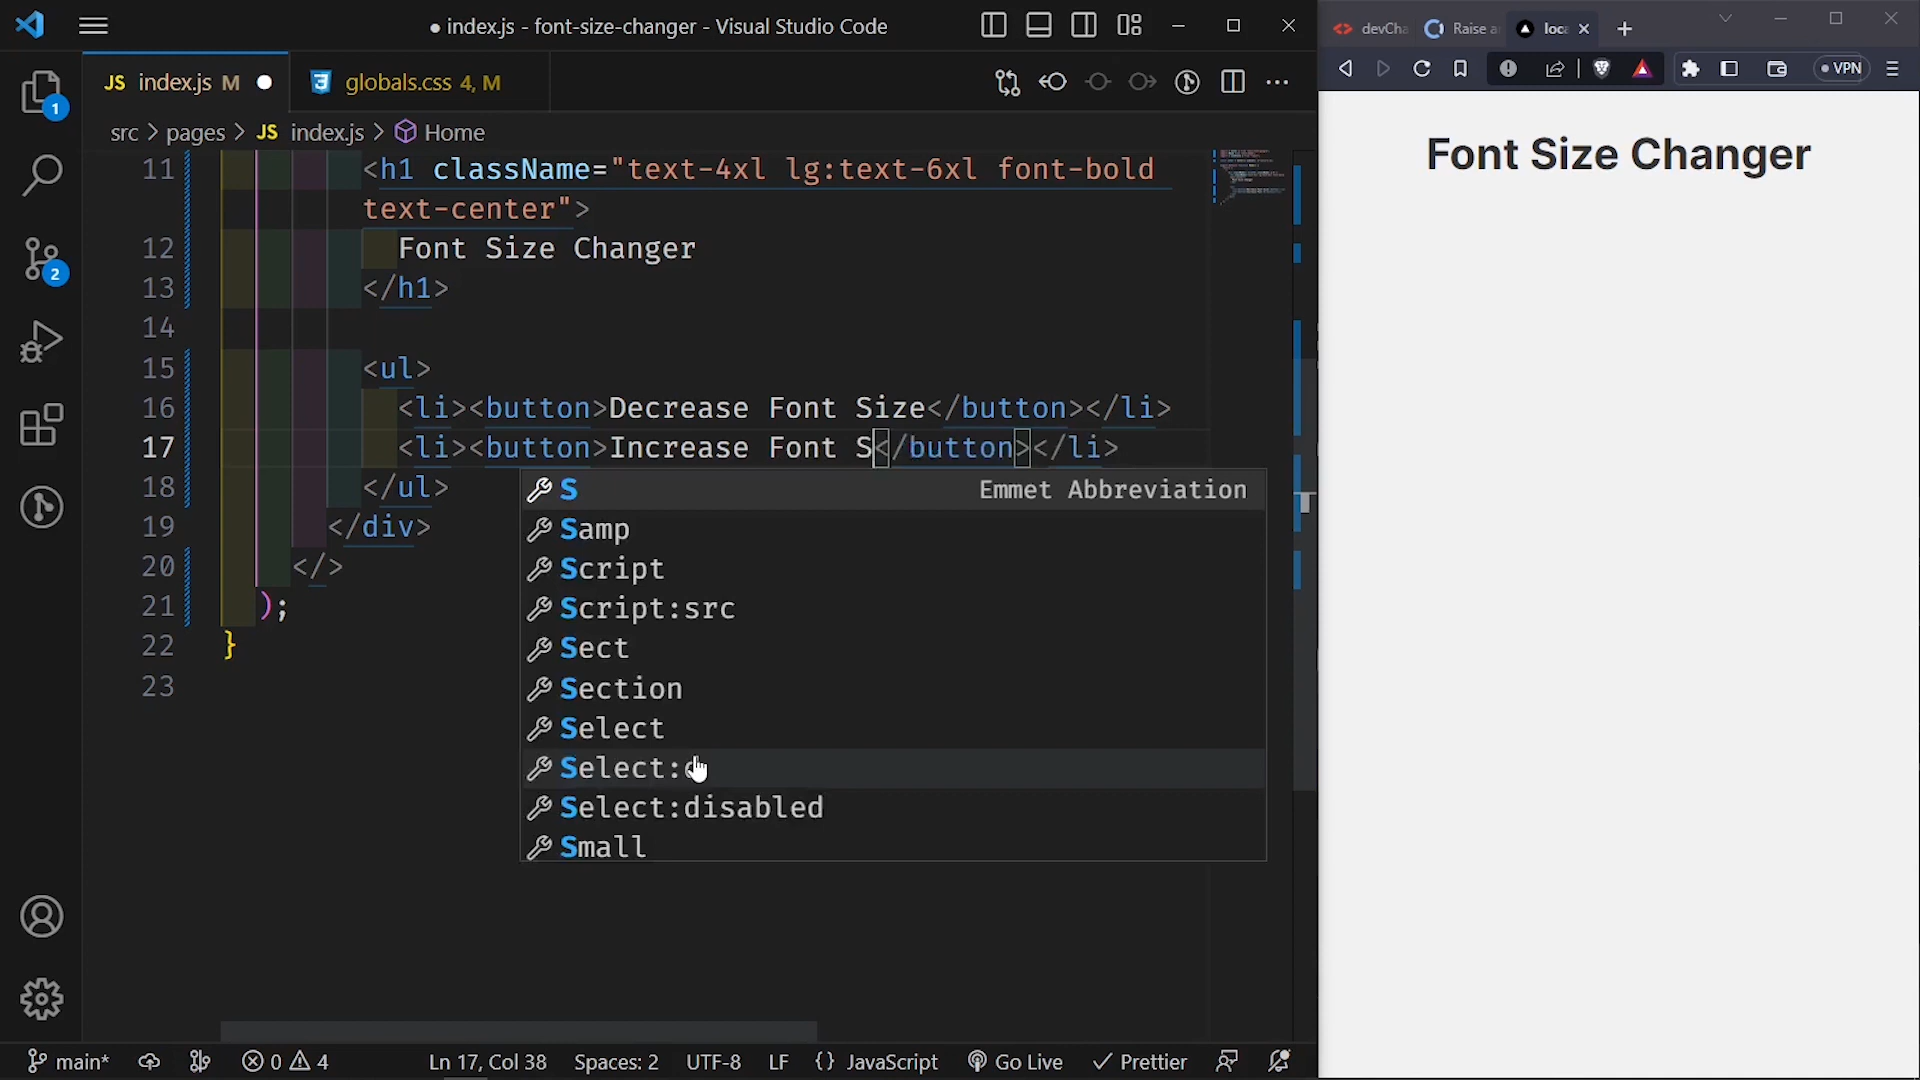 index.js - font-size-changer - Visual Studio Code
JS index.js M
globals.css 4, M
src > pages > JS index.js > Home
11 <h1 className="text-4xl lg:text-6xl font-bold
text-center">
12 Font Size Changer
13 </h1>
14
15 <ul>
16 <li><button>Decrease Font Size</button></li>
17 <li><button>Increase Font S</button></li>
18 </ul>
19 </div>
20 </>
21 );
22 }
23
S Emmet Abbreviation
Samp
Script
Script:src
Sect
Section
Select
Select:
Select:disabled
Small
1
2
main* 0 4 Ln 17, Col 38 Spaces: 2 UTF-8 LF {} JavaScript Go Live Prettier
devCha Raise a loca
VPN
Font Size Changer